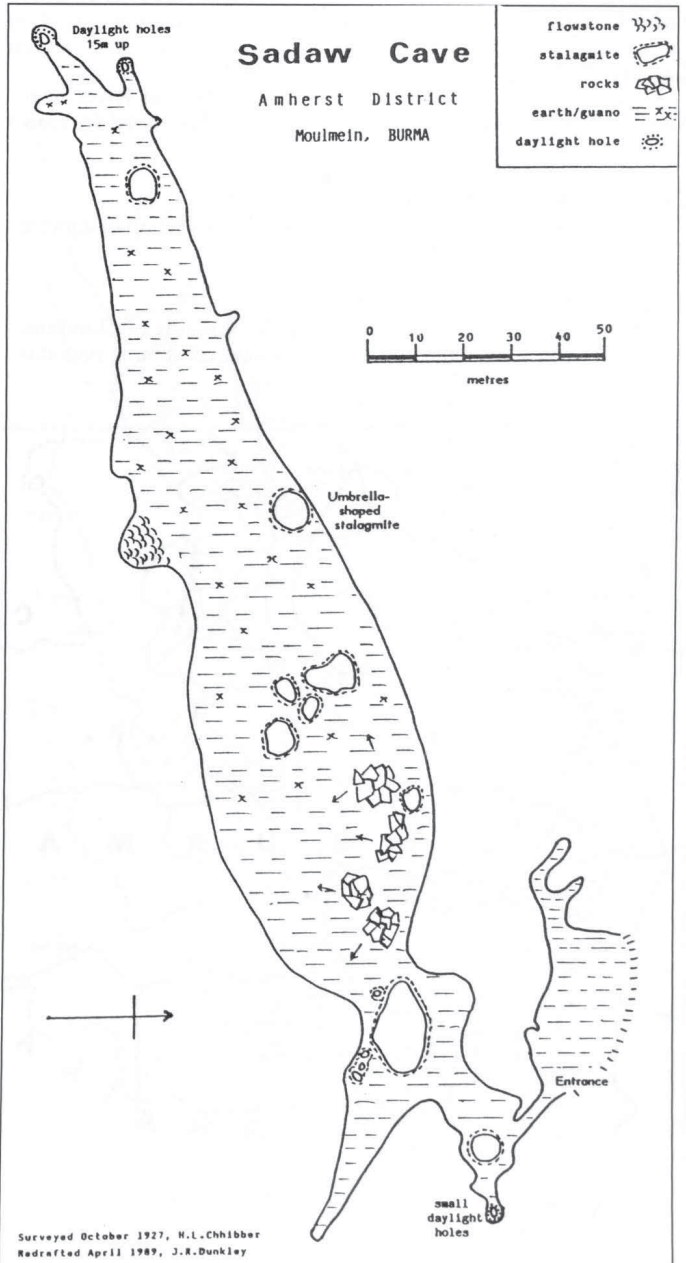 Daylight holes
15m up
Sadaw Cave
Amherst District
Moulmein, BURMA
flowstone
stalagmite
rocks
earth/guano
daylight hole
0 10 20 30 40 50
metres
Umbrella-
shaped
stalagmite
Entrance
small
daylight
holes
Surveyed October 1927, H.L.Chhibber
Redrafted April 1989, J.R.Dunkley